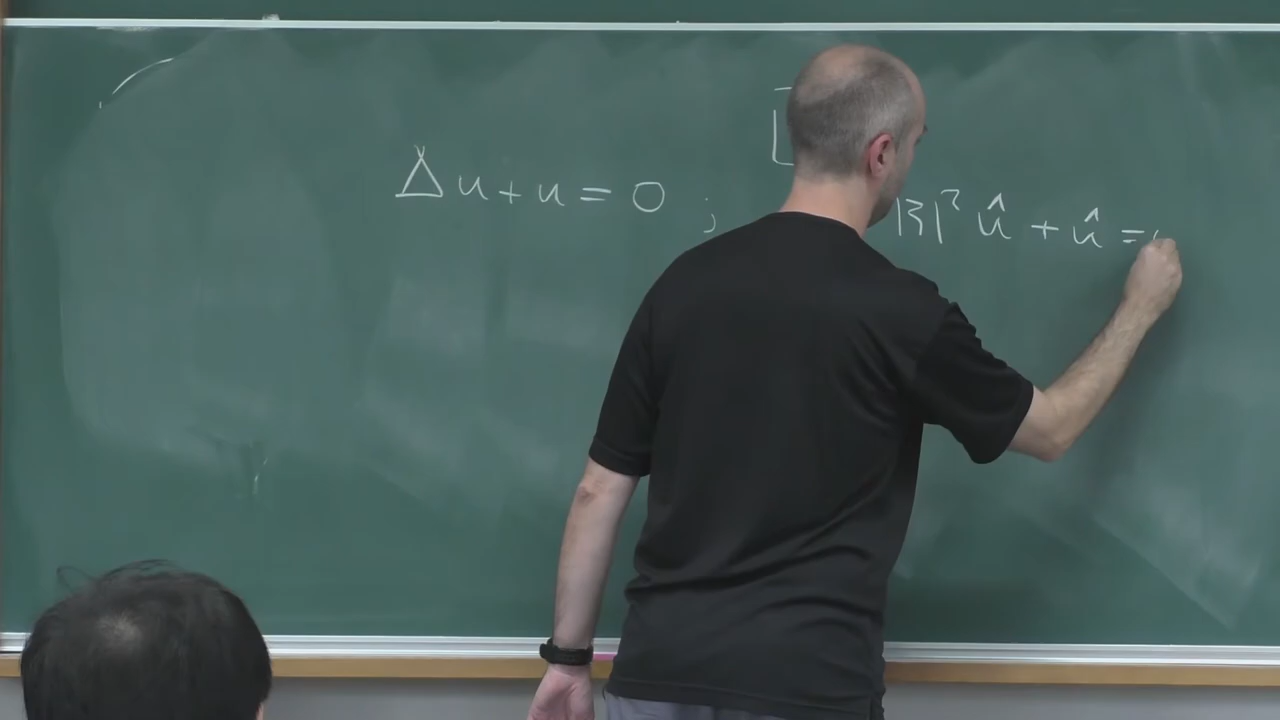 Δu + u = 0 ;
|ξ|² û + û =